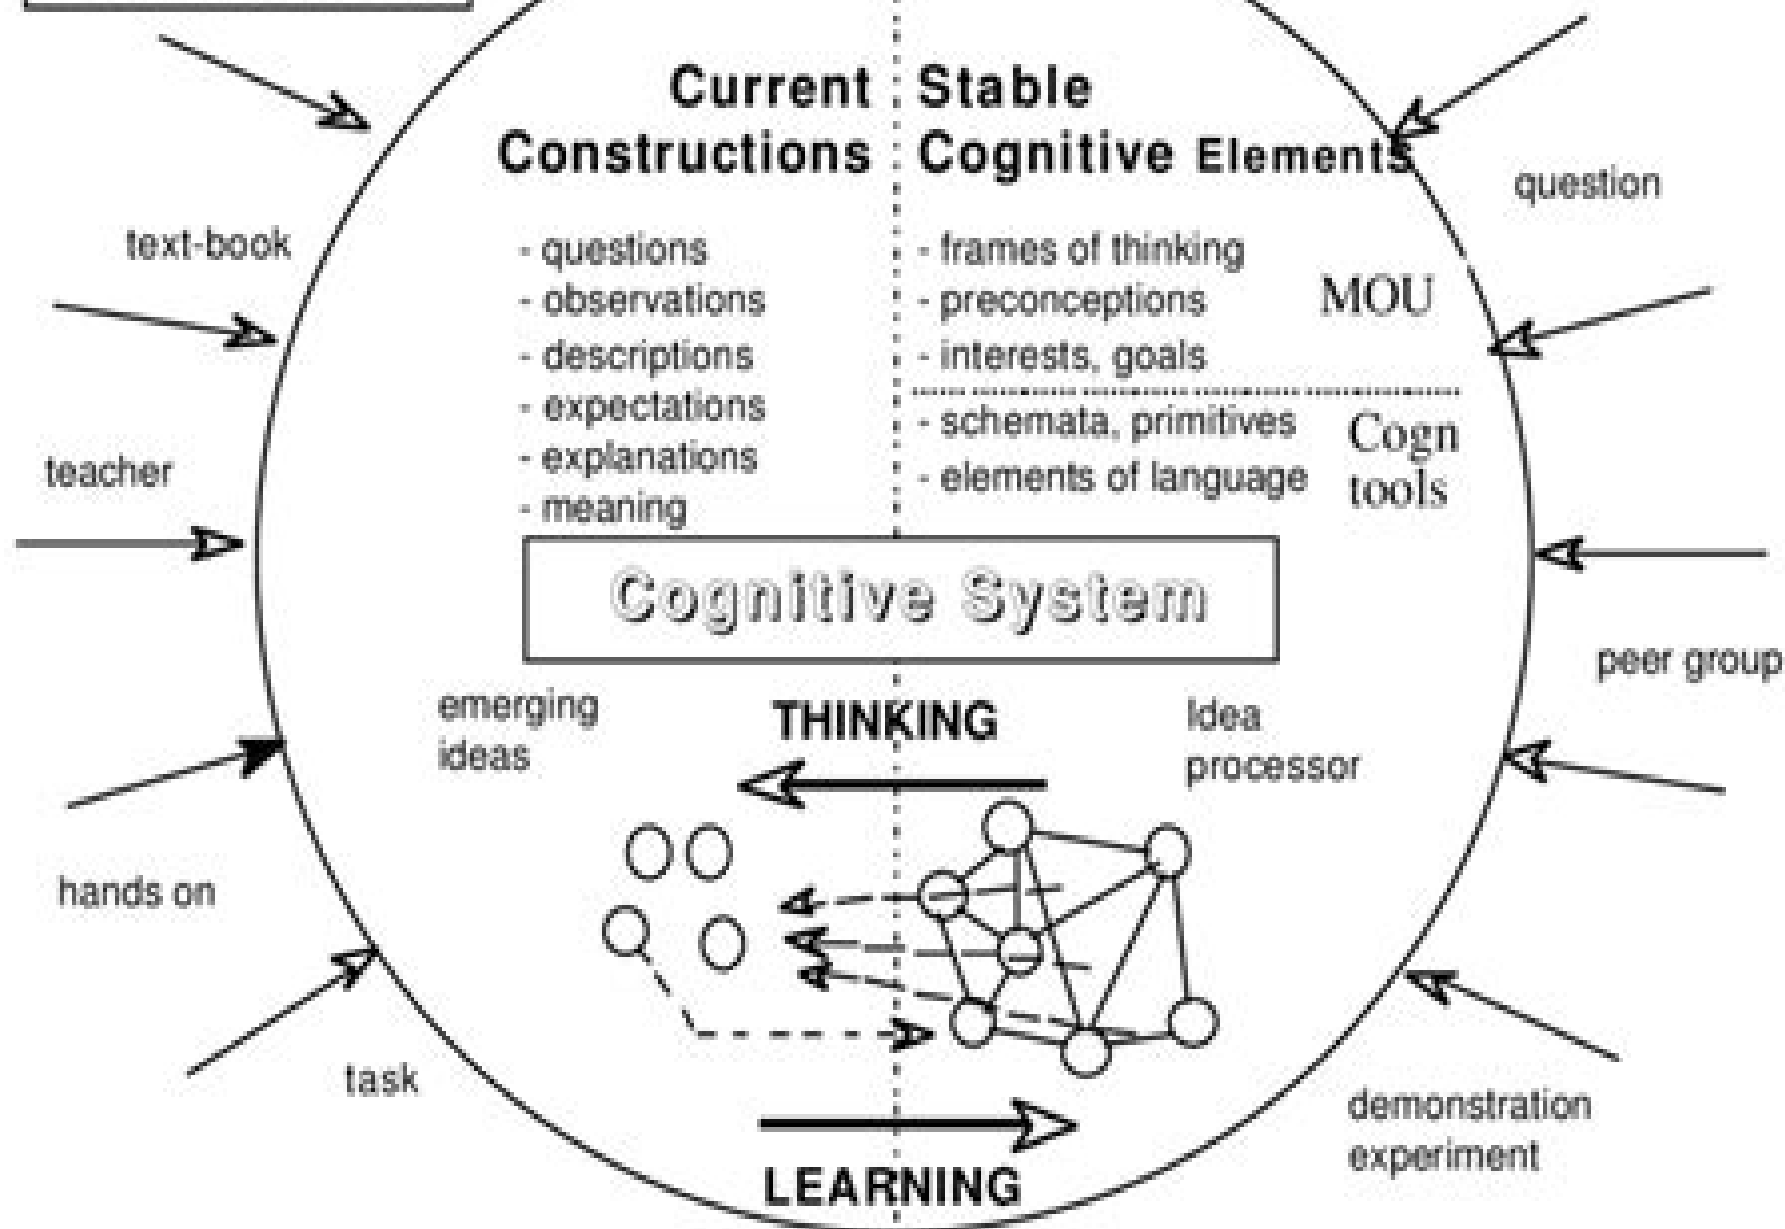 Current
Constructions
- questions
- observations
- descriptions
- expectations
- explanations
- meaning
Stable
Cognitive Elements
- frames of thinking
- preconceptions
- interests, goals
MOU
- schemata, primitives
- elements of language
Cogn
tools
Cognitive System
emerging
ideas
THINKING
Idea
processor
LEARNING
text-book
teacher
hands on
task
question
peer group
demonstration
experiment